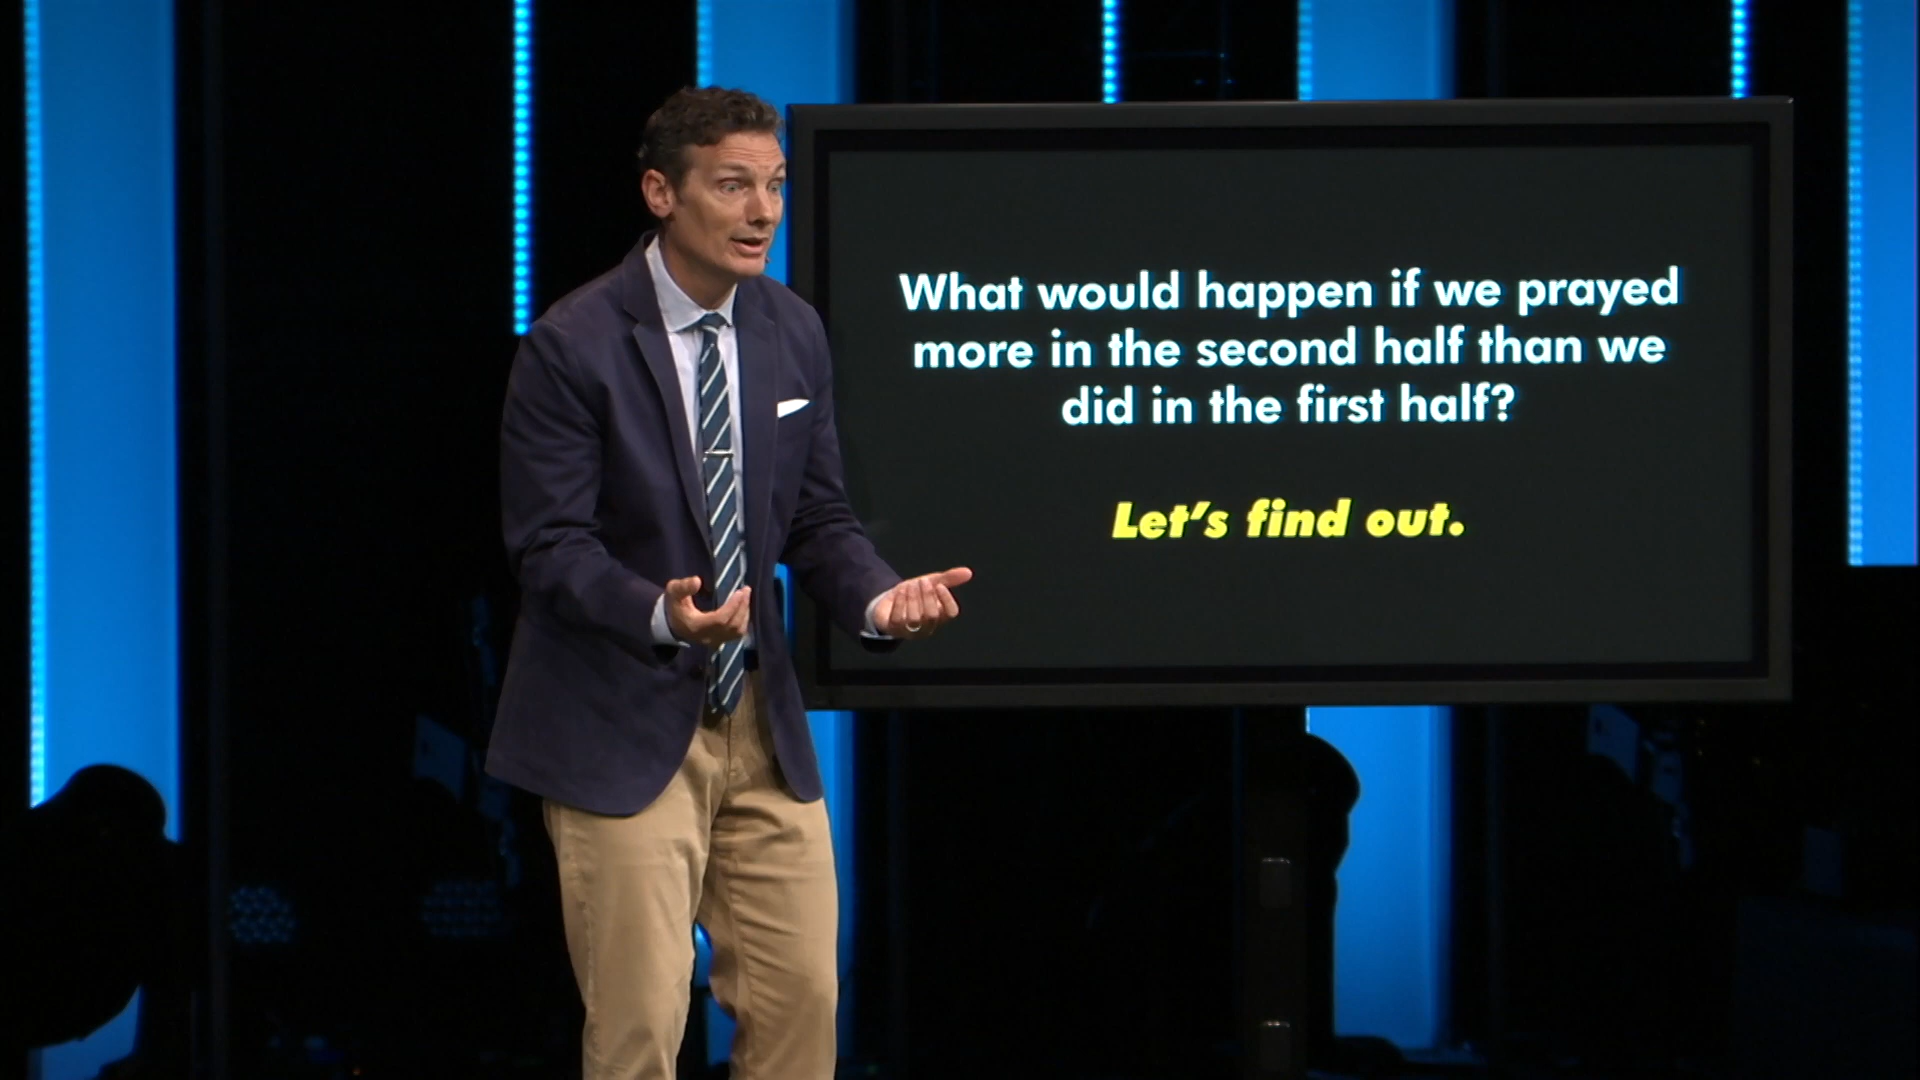 What would happen if we prayed
more in the second half than we
did in the first half?
Let's find out.